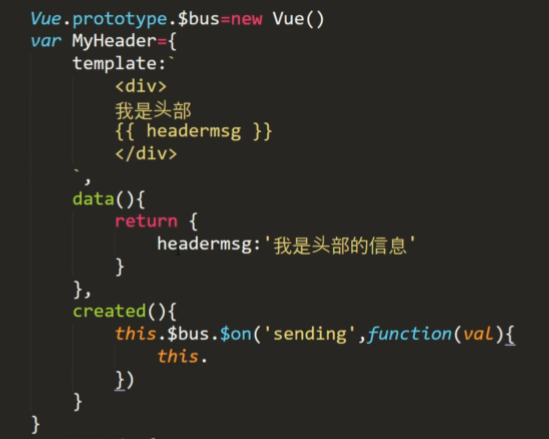 Vue.prototype.$bus=new Vue()
var MyHeader={
template:`
<div>
我是头部
{{ headermsg }}
</div>
`,
data(){
return {
headermsg:'我是头部的信息'
}
},
created(){
this.$bus.$on('sending',function(val){
this.
})
}
}